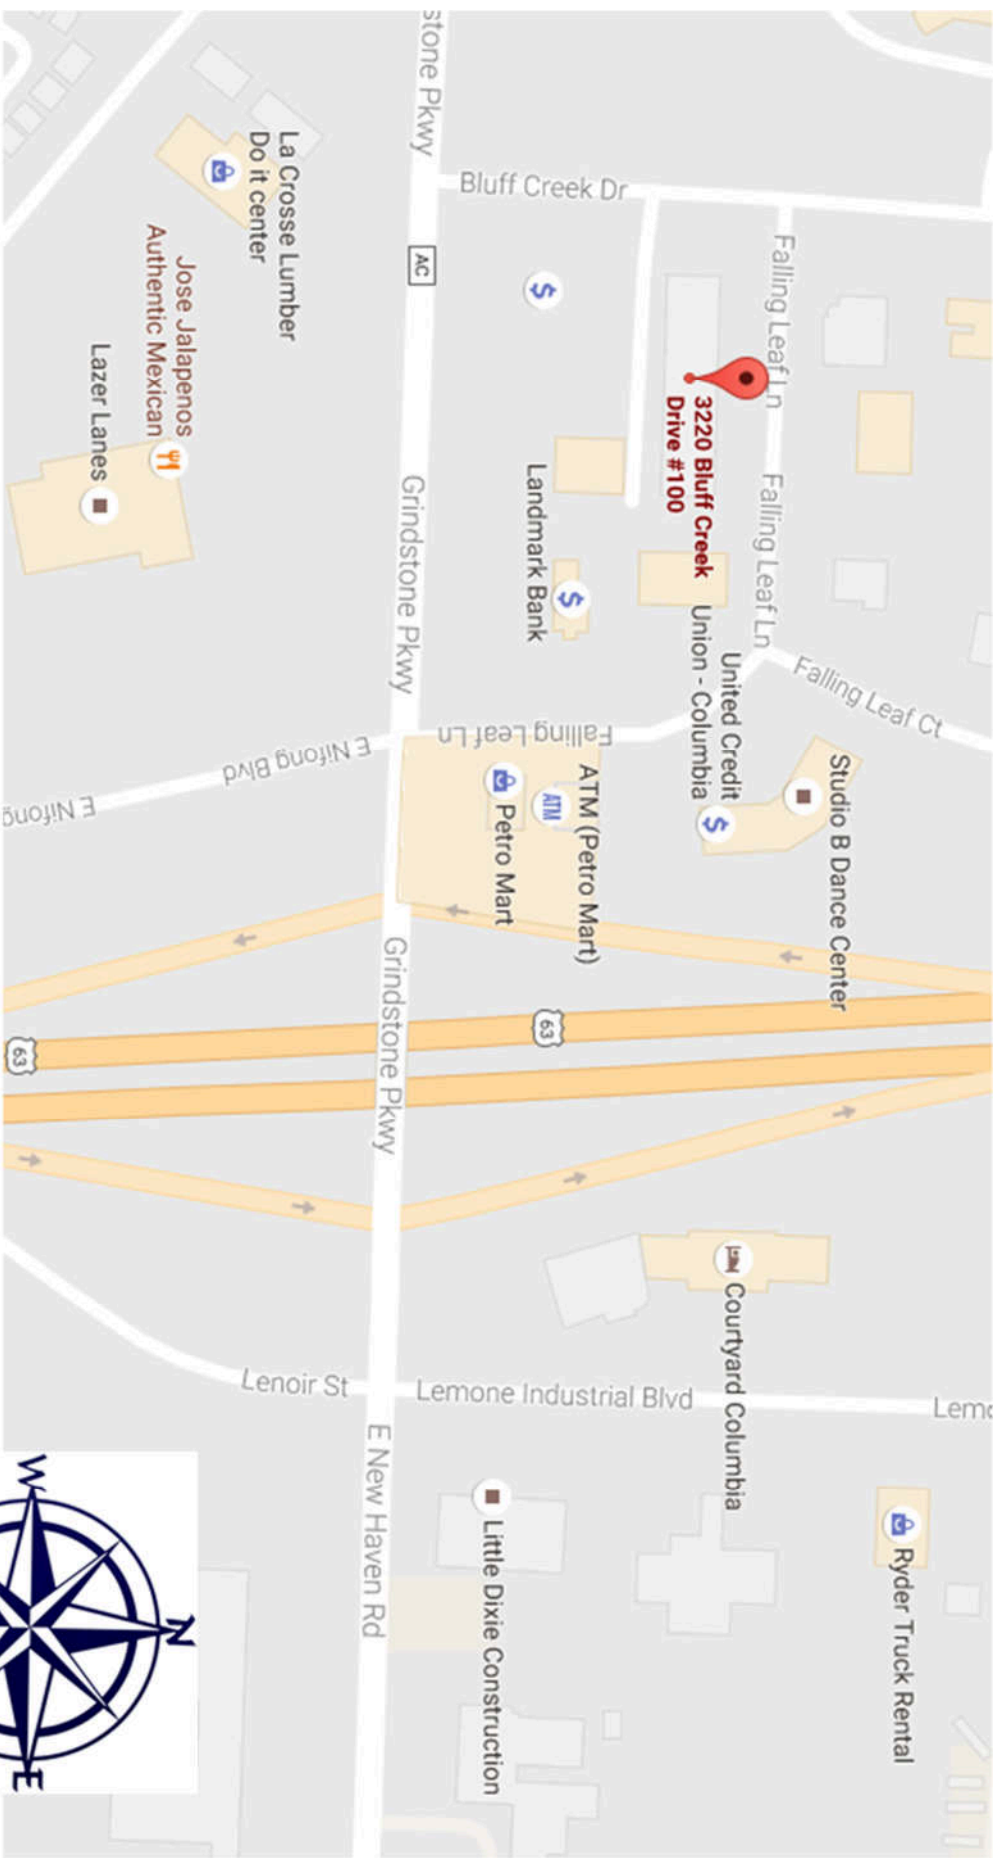 stone Pkwy
Bluff Creek Dr
Falling Leaf Ln
Falling Leaf Ln
Falling Leaf Ct
Falling Leaf Ln
AC
Grindstone Pkwy
Grindstone Pkwy
E New Haven Rd
E Nifong Blvd
E Nifong
La Crosse Lumber
Do it center
Jose Jalapenos
Authentic Mexican
Lazer Lanes
$
3220 Bluff Creek
Drive #100
Landmark Bank
$
United Credit
Union - Columbia
$
Studio B Dance Center
ATM (Petro Mart)
ATM
Petro Mart
63
63
Courtyard Columbia
Lenoir St
Lemone Industrial Blvd
Lemo
Ryder Truck Rental
Little Dixie Construction
N
W
E